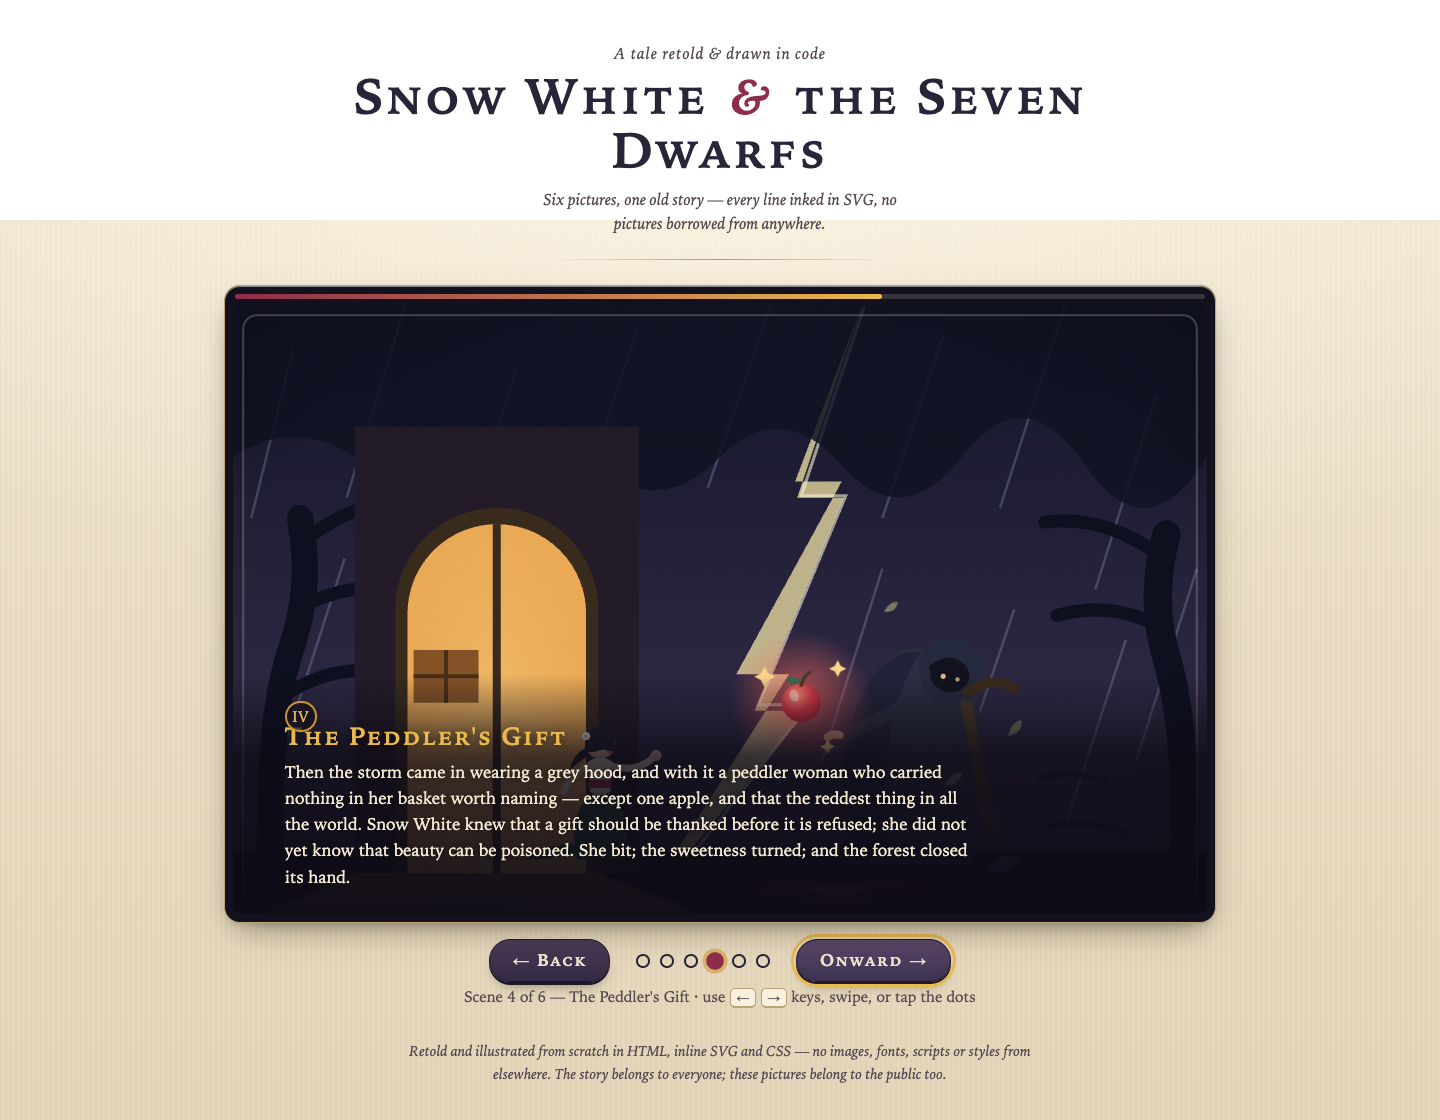 A tale retold & drawn in code
Snow White & the Seven
Dwarfs
Six pictures, one old story — every line inked in SVG, no
pictures borrowed from anywhere.
IV
The Peddler's Gift
Then the storm came in wearing a grey hood, and with it a peddler woman who carried
nothing in her basket worth naming — except one apple, and that the reddest thing in all
the world. Snow White knew that a gift should be thanked before it is refused; she did not
yet know that beauty can be poisoned. She bit; the sweetness turned; and the forest closed
its hand.
← Back
Onward →
Scene 4 of 6 — The Peddler's Gift · use ← → keys, swipe, or tap the dots
Retold and illustrated from scratch in HTML, inline SVG and CSS — no images, fonts, scripts or styles from
elsewhere. The story belongs to everyone; these pictures belong to the public too.